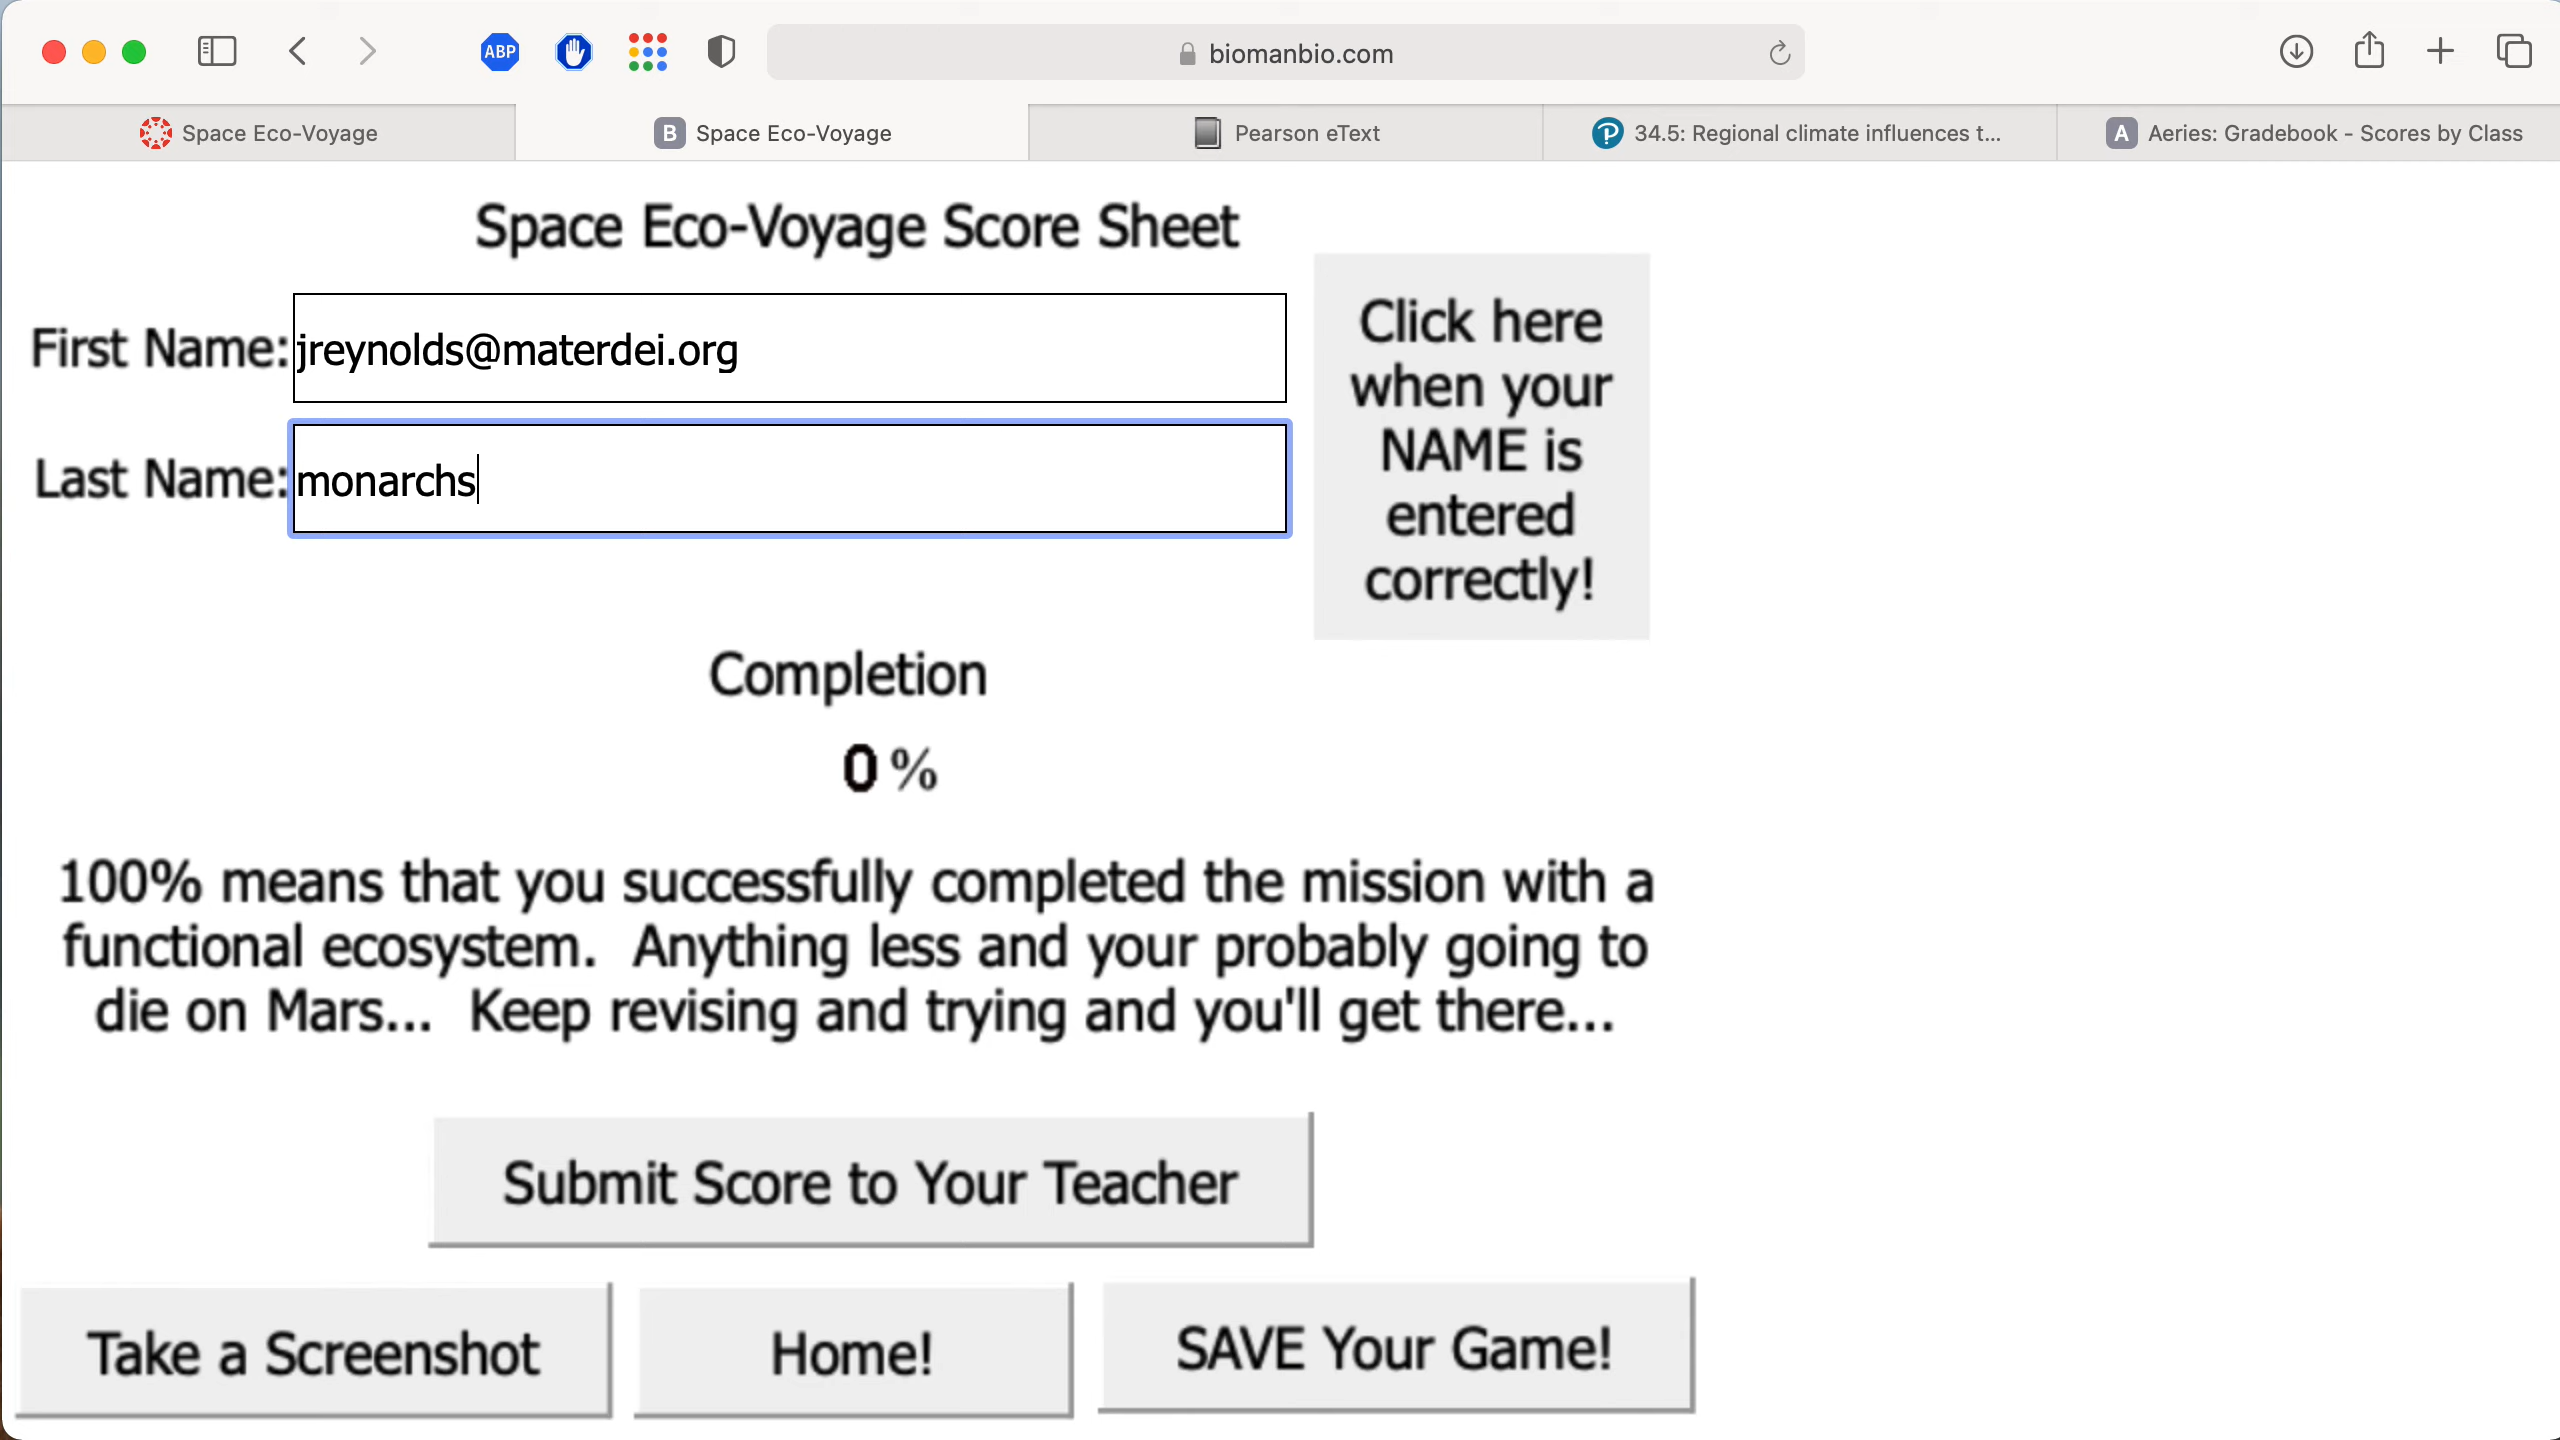 ABP
biomanbio.com
Space Eco-Voyage
B Space Eco-Voyage
Pearson eText
34.5: Regional climate influences t...
A Aeries: Gradebook - Scores by Class
Space Eco-Voyage Score Sheet
First Name: jreynolds@materdei.org
Last Name: monarchs
Click here
when your
NAME is
entered
correctly!
Completion
0 %
100% means that you successfully completed the mission with a
functional ecosystem.  Anything less and your probably going to
die on Mars...  Keep revising and trying and you'll get there...
Submit Score to Your Teacher
Take a Screenshot
Home!
SAVE Your Game!